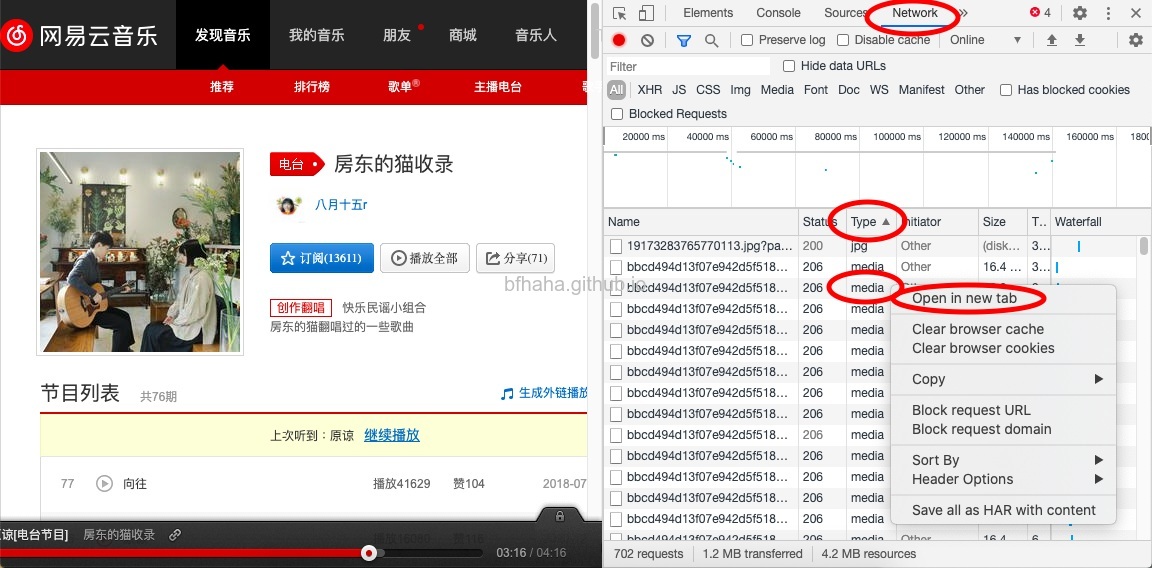 网易云音乐
发现音乐 我的音乐 朋友 商城 音乐人
推荐 排行榜 歌单® 主播电台
电台 房东的猫收录
八月十五r
订阅(13611) 播放全部 分享(71)
创作翻唱 快乐民谣小组合
房东的猫翻唱过的一些歌曲
节目列表 共76期 生成外链播放
上次听到：原谅 继续播放
77 向往 播放41629 赞104 2018-07
谅[电台节目] 房东的猫收录
03:16 / 04:16
bfhaha.github.io
Elements Console Sources Network » 4
Preserve log Disable cache Online
Filter Hide data URLs
All XHR JS CSS Img Media Font Doc WS Manifest Other Has blocked cookies
Blocked Requests
20000 ms 40000 ms 60000 ms 80000 ms 100000 ms 120000 ms 140000 ms 160000 ms 1800
Name Status Type Initiator Size T.. Waterfall
19173283765770113.jpg?pa... 200 jpg Other (disk... 3...
bbcd494d13f07e942d5f518... 206 media Other 16.4 ... 3...
bbcd494d13f07e942d5f518... 206 media
bbcd494d13f07e942d5f518... 206 media
bbcd494d13f07e942d5f518... 206 media
bbcd494d13f07e942d5f518... 206 media
bbcd494d13f07e942d5f518... 206 media
bbcd494d13f07e942d5f518... 206 media
bbcd494d13f07e942d5f518... 206 media
bbcd494d13f07e942d5f518... 206 media
bbcd494d13f07e942d5f518... 206 media
bbcd494d13f07e942d5f518... 206 media
bbcd494d13f07e942d5f518... 206 media
bbcd494d13f07e942d5f518... 206 media
bbcd494d13f07e942d5f518... 206 media Other 16.4 6
Open in new tab
Clear browser cache
Clear browser cookies
Copy
Block request URL
Block request domain
Sort By
Header Options
Save all as HAR with content
702 requests 1.2 MB transferred 4.2 MB resources